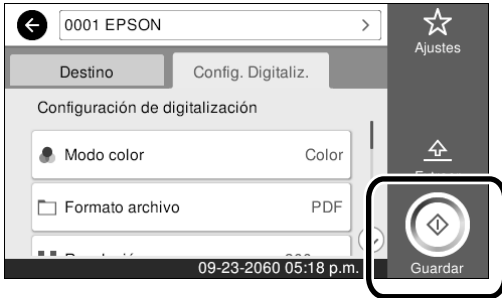 0001 EPSON
Ajustes
Destino
Config. Digitaliz.
Configuración de digitalización
Modo color
Color
Formato archivo
PDF
09-23-2060 05:18 p.m.
Guardar